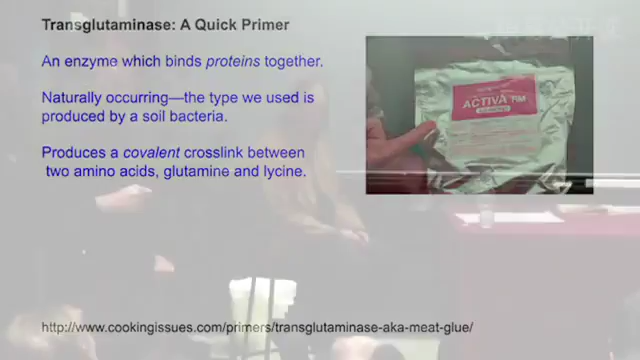 Transglutaminase: A Quick Primer
An enzyme which binds proteins together.
Naturally occurring—the type we used is
produced by a soil bacteria.
Produces a covalent crosslink between
two amino acids, glutamine and lycine.
ACTIVA RM
http://www.cookingissues.com/primers/transglutaminase-aka-meat-glue/